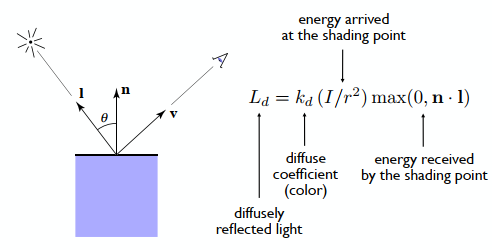 energy arrived
at the shading point
l
n
θ
v
L_d = k_d (I/r²) max(0, n · l)
diffuse
coefficient
(color)
energy received
by the shading point
diffusely
reflected light